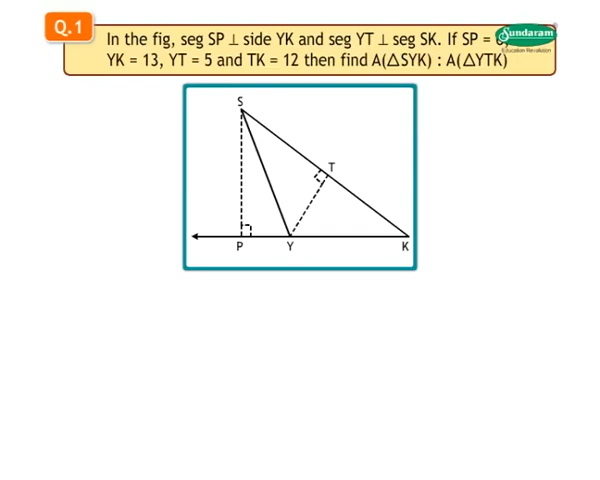 Q.1
Sundaram
Education Revolution
In the fig, seg SP ⊥ side YK and seg YT ⊥ seg SK. If SP =
YK = 13, YT = 5 and TK = 12 then find A(△SYK) : A(△YTK)
S
T
P
Y
K